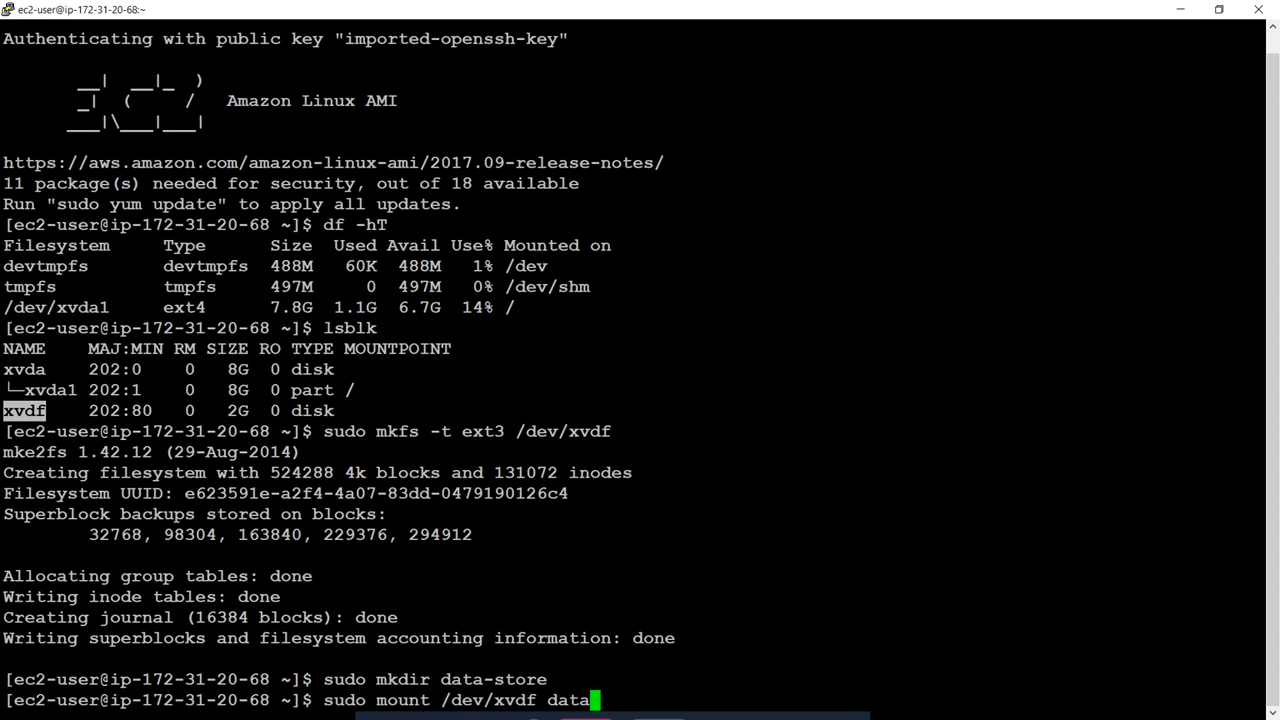 ec2-user@ip-172-31-20-68:~
Authenticating with public key "imported-openssh-key"
       __|  __|_  )
       _|  (     /   Amazon Linux AMI
      ___|\___|___|
https://aws.amazon.com/amazon-linux-ami/2017.09-release-notes/
11 package(s) needed for security, out of 18 available
Run "sudo yum update" to apply all updates.
[ec2-user@ip-172-31-20-68 ~]$ df -hT
Filesystem     Type      Size  Used Avail Use% Mounted on
devtmpfs       devtmpfs  488M   60K  488M   1% /dev
tmpfs          tmpfs     497M     0  497M   0% /dev/shm
/dev/xvda1     ext4      7.8G  1.1G  6.7G  14% /
[ec2-user@ip-172-31-20-68 ~]$ lsblk
NAME    MAJ:MIN RM SIZE RO TYPE MOUNTPOINT
xvda    202:0    0   8G  0 disk
└─xvda1 202:1    0   8G  0 part /
xvdf    202:80   0   2G  0 disk
[ec2-user@ip-172-31-20-68 ~]$ sudo mkfs -t ext3 /dev/xvdf
mke2fs 1.42.12 (29-Aug-2014)
Creating filesystem with 524288 4k blocks and 131072 inodes
Filesystem UUID: e623591e-a2f4-4a07-83dd-0479190126c4
Superblock backups stored on blocks:
        32768, 98304, 163840, 229376, 294912
Allocating group tables: done
Writing inode tables: done
Creating journal (16384 blocks): done
Writing superblocks and filesystem accounting information: done
[ec2-user@ip-172-31-20-68 ~]$ sudo mkdir data-store
[ec2-user@ip-172-31-20-68 ~]$ sudo mount /dev/xvdf data